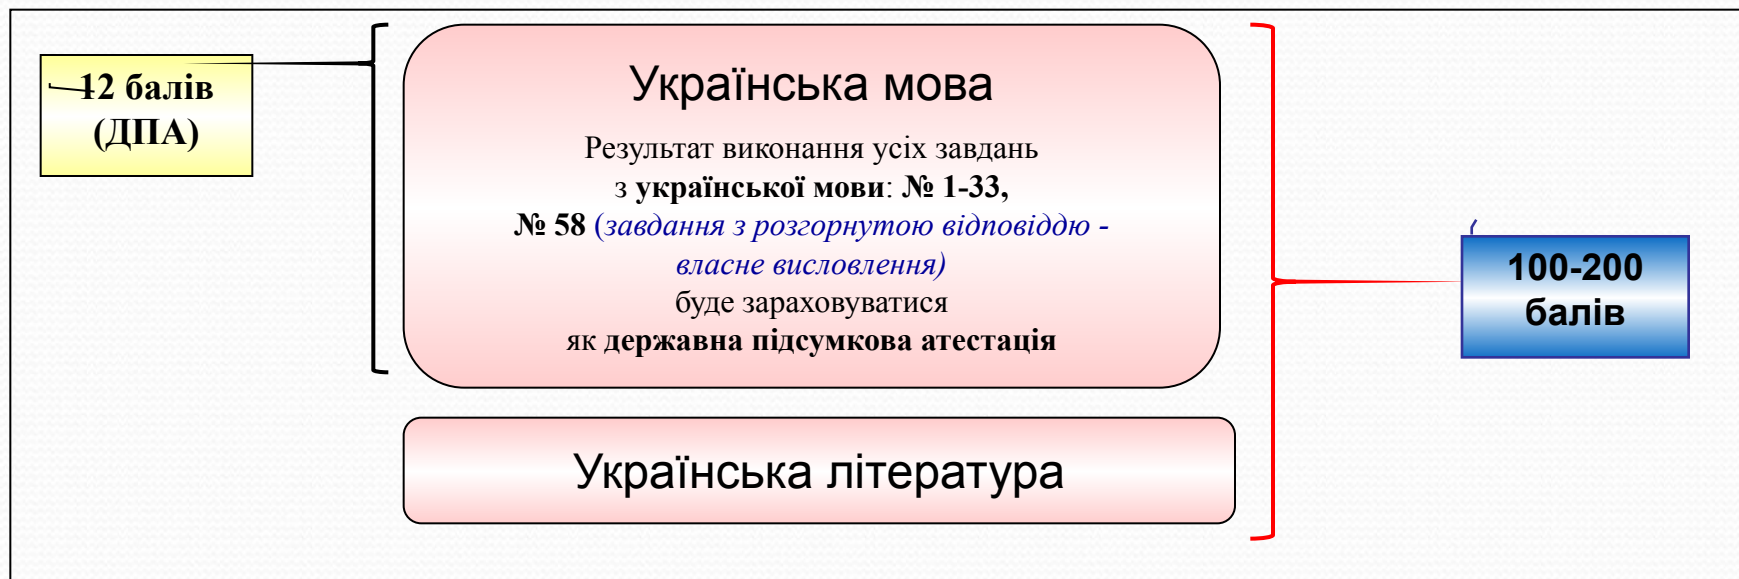 12 балів
(ДПА)
Українська мова
Результат виконання усіх завдань
з української мови: № 1-33,
№ 58 (завдання з розгорнутою відповіддю -
власне висловлення)
буде зараховуватися
як державна підсумкова атестація
Українська література
100-200
балів